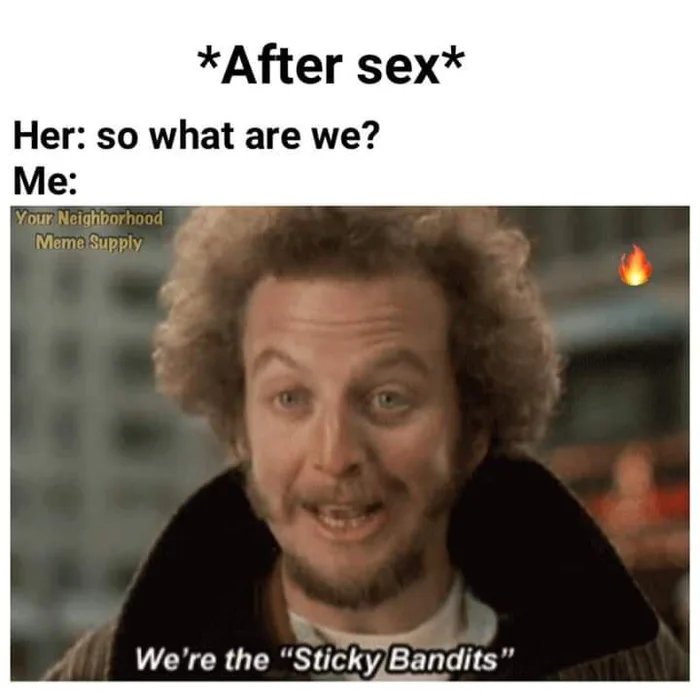 *After sex*
Her: so what are we?
Me:
Your Neighborhood
Meme Supply
We're the "Sticky Bandits"